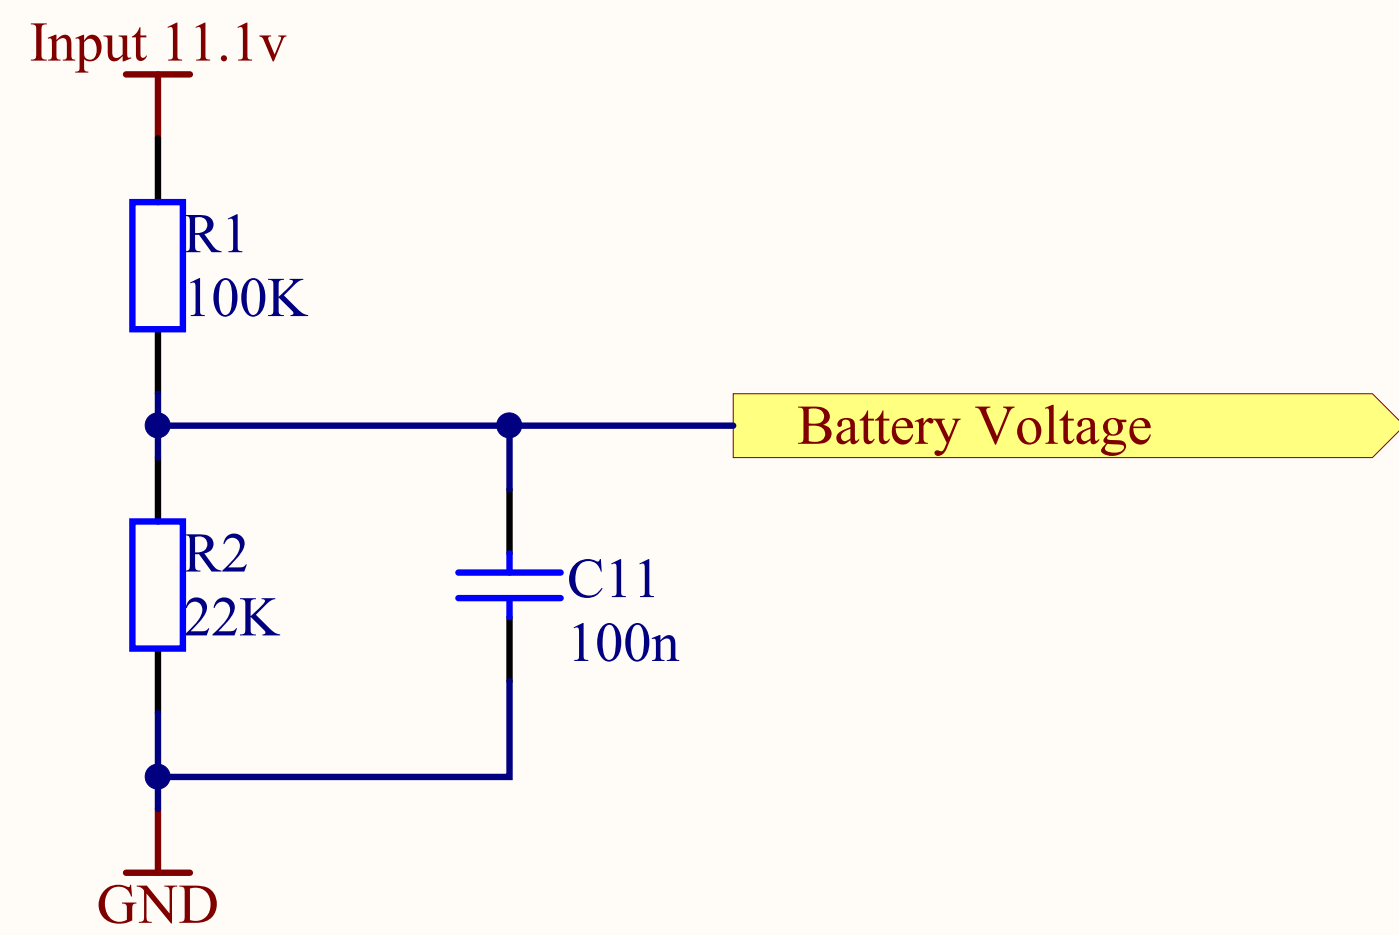 Input 11.1v
R1
100K
Battery Voltage
R2
22K
C11
100n
GND